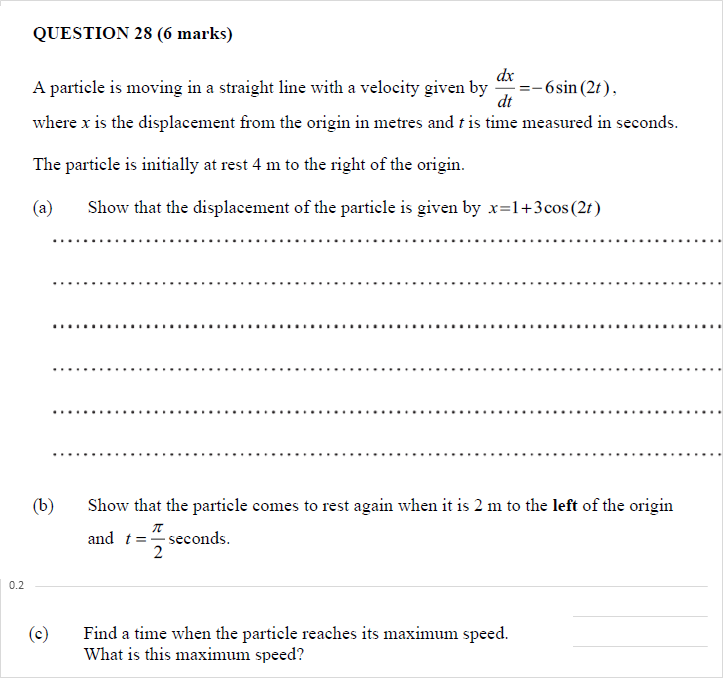 QUESTION 28 (6 marks)
A particle is moving in a straight line with a velocity given by dx/dt = −6 sin(2t),
where x is the displacement from the origin in metres and t is time measured in seconds.
The particle is initially at rest 4 m to the right of the origin.
(a) Show that the displacement of the particle is given by x=1+3cos(2t)
(b) Show that the particle comes to rest again when it is 2 m to the left of the origin
and t = π/2 seconds.
0.2
(c) Find a time when the particle reaches its maximum speed.
What is this maximum speed?